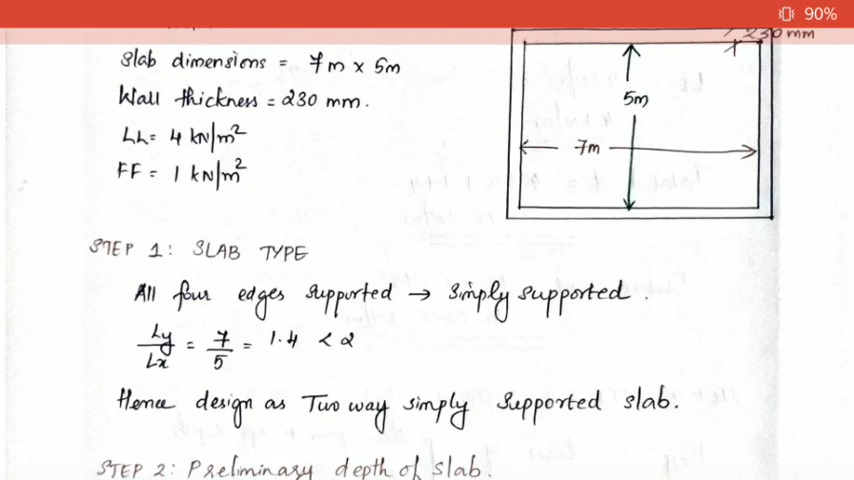 90%
230 mm
Slab dimensions = 7m x 5m
Wall thickness = 230 mm.
LL = 4 kN/m²
FF = 1 kN/m²
5m
7m
STEP 1: SLAB TYPE
All four edges supported → simply supported.
Ly/Lx = 7/5 = 1.4 < 2
Hence design as Two way simply supported slab.
STEP 2: Preliminary depth of slab.